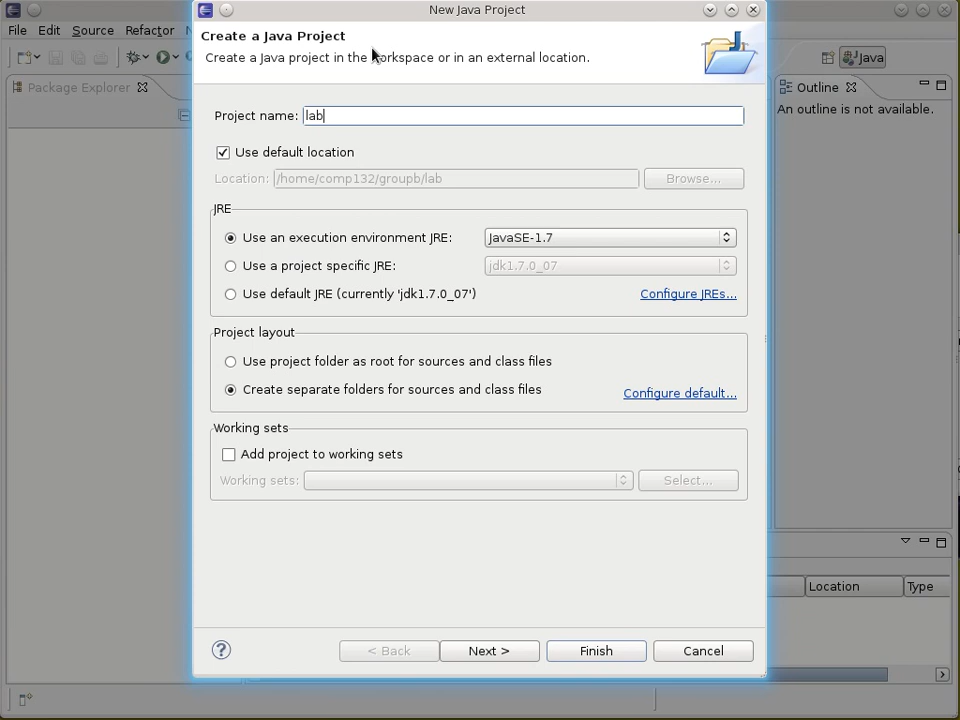 New Java Project
File Edit Source Refactor
Create a Java Project
Create a Java project in the workspace or in an external location.
Java
Package Explorer
Outline
An outline is not available.
Project name: lab
Use default location
Location: /home/comp132/groupb/lab Browse...
JRE
Use an execution environment JRE: JavaSE-1.7
Use a project specific JRE: jdk1.7.0_07
Use default JRE (currently 'jdk1.7.0_07') Configure JREs...
Project layout
Use project folder as root for sources and class files
Create separate folders for sources and class files Configure default...
Working sets
Add project to working sets
Working sets: Select...
Location Type
? < Back Next > Finish Cancel